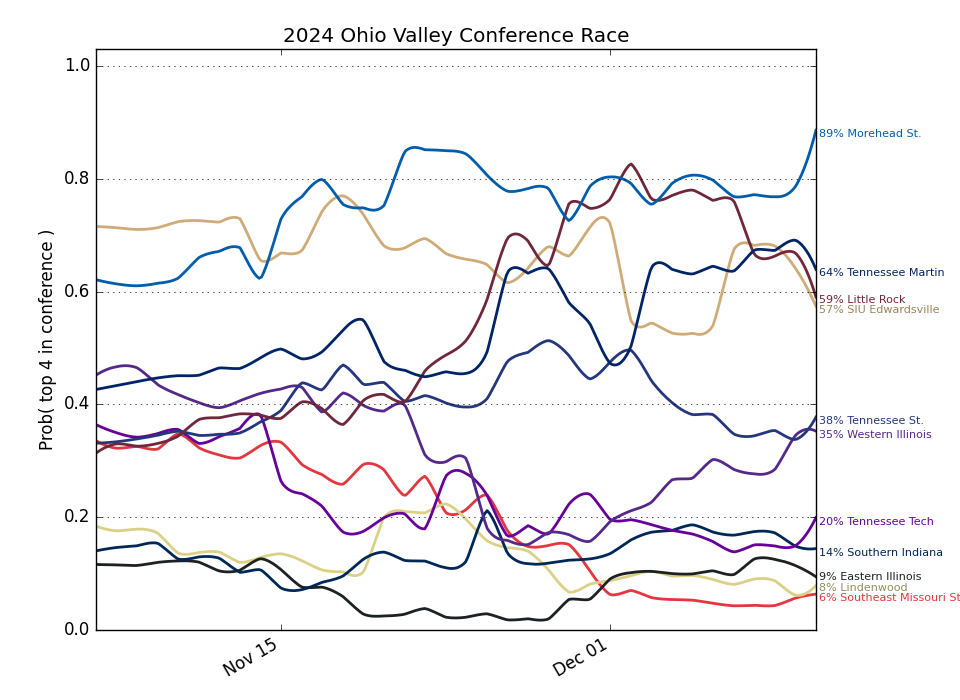 2024 Ohio Valley Conference Race
Prob( top 4 in conference )
1.0
0.8
0.6
0.4
0.2
0.0
Nov 15
Dec 01
89% Morehead St.
64% Tennessee Martin
59% Little Rock
57% SIU Edwardsville
38% Tennessee St.
35% Western Illinois
20% Tennessee Tech
14% Southern Indiana
9% Eastern Illinois
8% Lindenwood
6% Southeast Missouri St